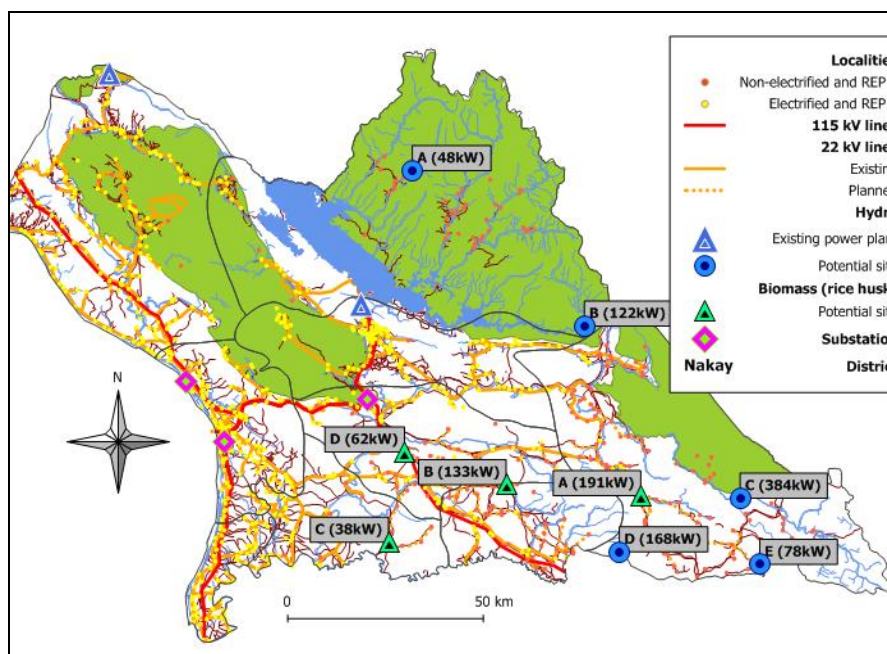 Localitie
Non-electrified and REP
Electrified and REP
115 kV line
22 kV line
Existin
Planne
Hydr
Existing power plan
Potential sit
Biomass (rice husk
Potential sit
Substation
Nakay Distric
A (48kW)
B (122kW)
D (62kW)
B (133kW)
A (191kW)
C (384kW)
C (38kW)
D (168kW)
E (78kW)
N
0 50 km